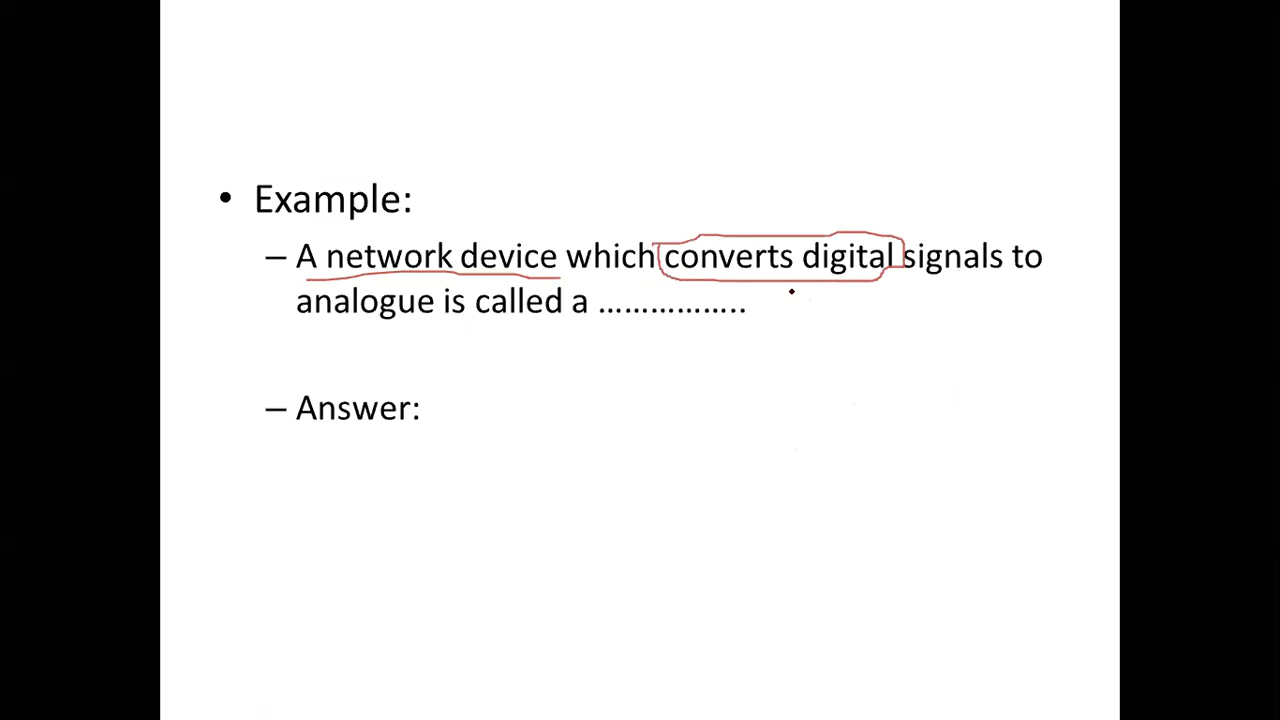 • Example:
– A network device which converts digital signals to
analogue is called a ……………..
– Answer: